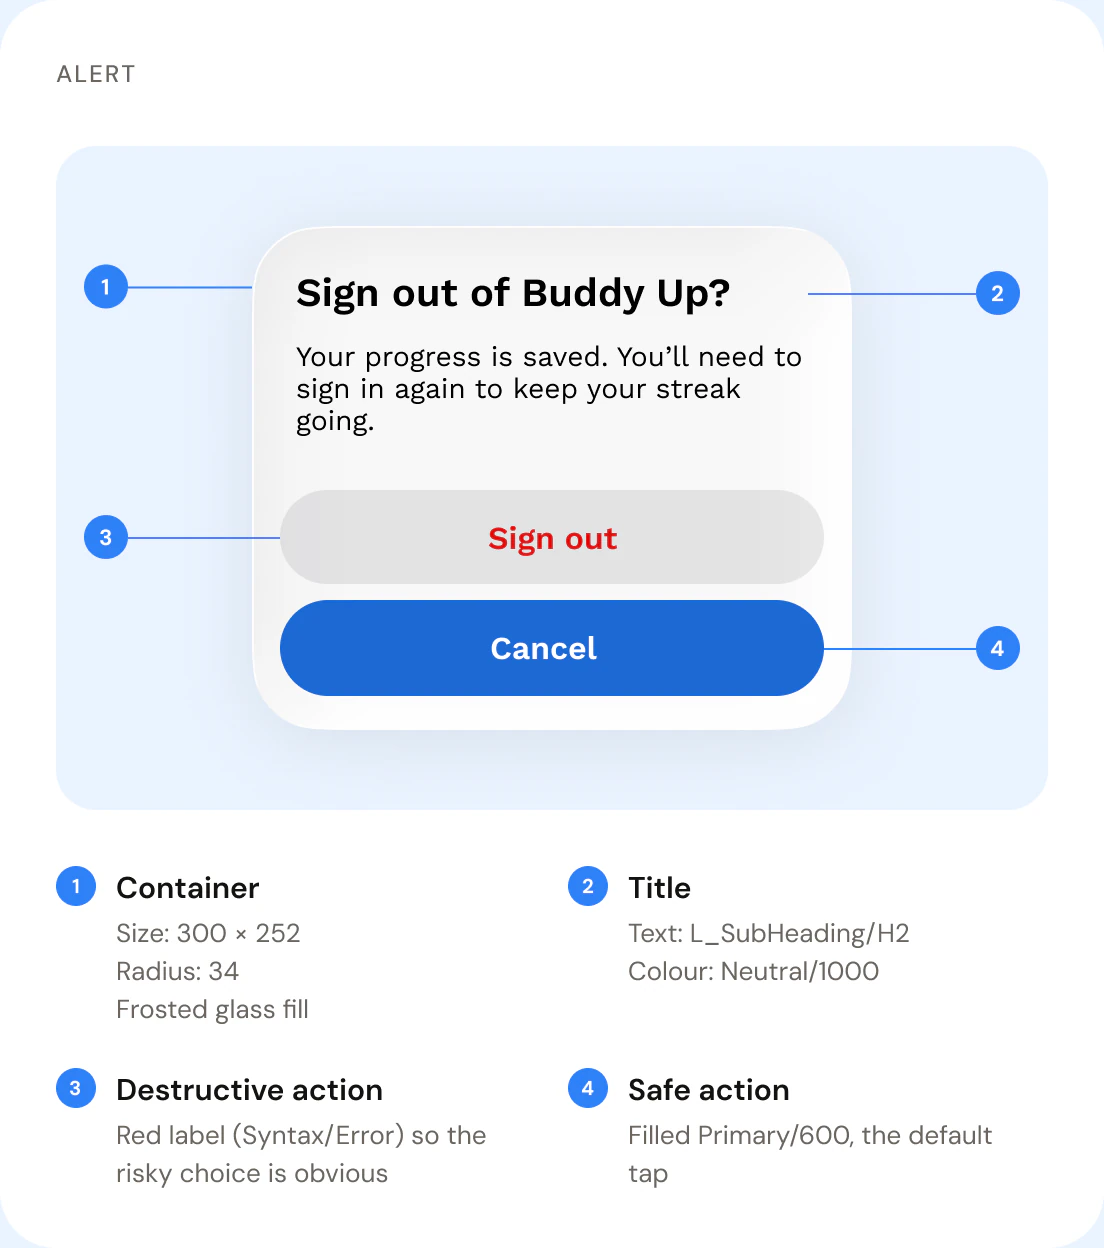 ALERT
1
Sign out of Buddy Up?
2
Your progress is saved. You’ll need to
sign in again to keep your streak
going.
3
Sign out
Cancel
4
1 Container
Size: 300 × 252
Radius: 34
Frosted glass fill
2 Title
Text: L_SubHeading/H2
Colour: Neutral/1000
3 Destructive action
Red label (Syntax/Error) so the
risky choice is obvious
4 Safe action
Filled Primary/600, the default
tap